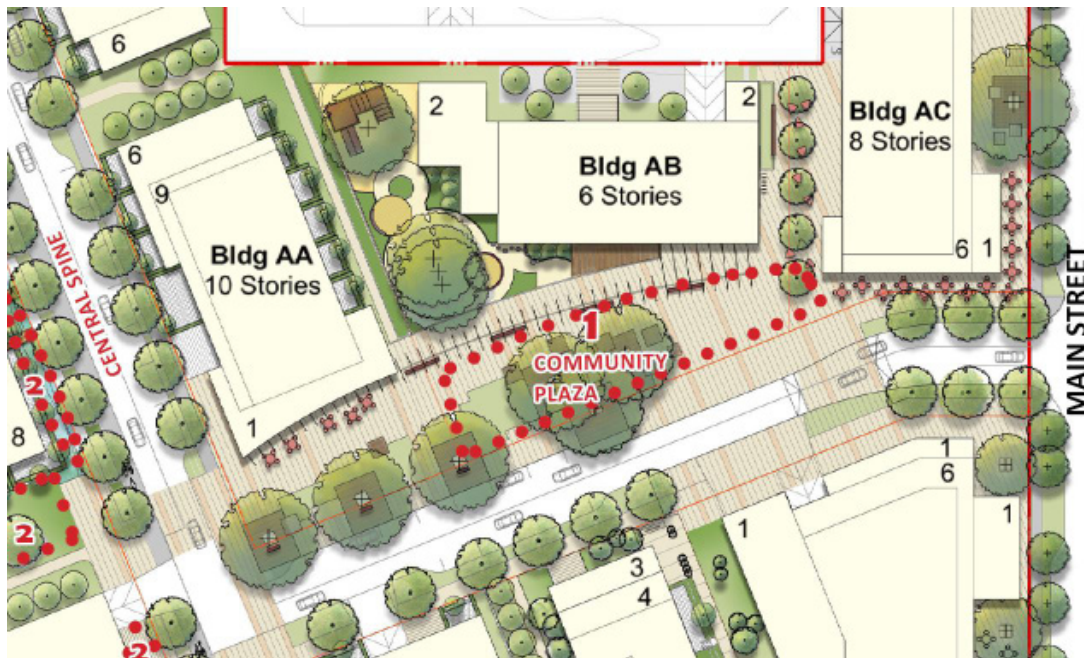 6
2
2
Bldg AC
8 Stories
6
9
Bldg AB
6 Stories
Bldg AA
10 Stories
6
1
CENTRAL SPINE
MAIN STREET
1
COMMUNITY
PLAZA
2
8
1
1
6
2
1
1
3
4
2